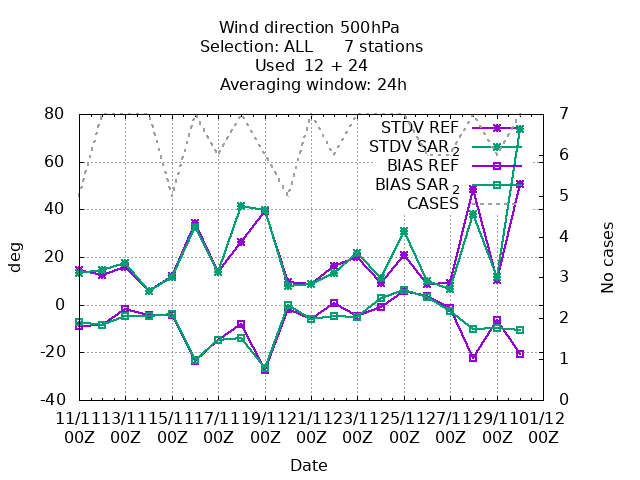 Wind direction 500hPa
Selection: ALL 7 stations
Used 12 + 24
Averaging window: 24h
STDV REF
STDV SAR 2
BIAS REF
BIAS SAR 2
CASES
80
60
40
20
0
-20
-40
7
6
5
4
3
2
1
0
deg
No cases
11/11 13/11 15/11 17/11 19/11 21/11 23/11 25/11 27/11 29/11 01/12
00Z 00Z 00Z 00Z 00Z 00Z 00Z 00Z 00Z 00Z 00Z
Date